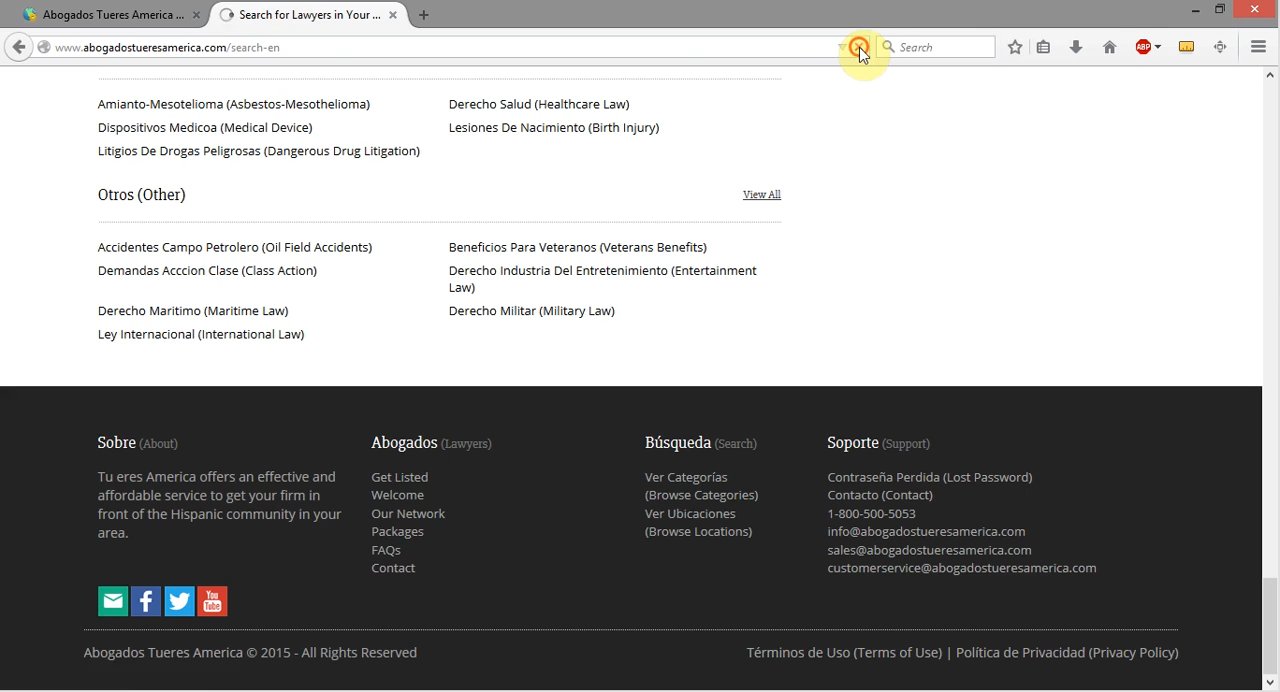 Abogados Tueres America ...
Search for Lawyers in Your ...
www.abogadostueresamerica.com/search-en
Search
ABP
Amianto-Mesotelioma (Asbestos-Mesothelioma)
Derecho Salud (Healthcare Law)
Dispositivos Medicoa (Medical Device)
Lesiones De Nacimiento (Birth Injury)
Litigios De Drogas Peligrosas (Dangerous Drug Litigation)
Otros (Other)
View All
Accidentes Campo Petrolero (Oil Field Accidents)
Beneficios Para Veteranos (Veterans Benefits)
Demandas Acccion Clase (Class Action)
Derecho Industria Del Entretenimiento (Entertainment
Law)
Derecho Maritimo (Maritime Law)
Derecho Militar (Military Law)
Ley Internacional (International Law)
Sobre (About)
Tu eres America offers an effective and
affordable service to get your firm in
front of the Hispanic community in your
area.
Abogados (Lawyers)
Get Listed
Welcome
Our Network
Packages
FAQs
Contact
Búsqueda (Search)
Ver Categorías
(Browse Categories)
Ver Ubicaciones
(Browse Locations)
Soporte (Support)
Contraseña Perdida (Lost Password)
Contacto (Contact)
1-800-500-5053
info@abogadostueresamerica.com
sales@abogadostueresamerica.com
customerservice@abogadostueresamerica.com
You
Tube
Abogados Tueres America © 2015 - All Rights Reserved
Términos de Uso (Terms of Use) | Política de Privacidad (Privacy Policy)